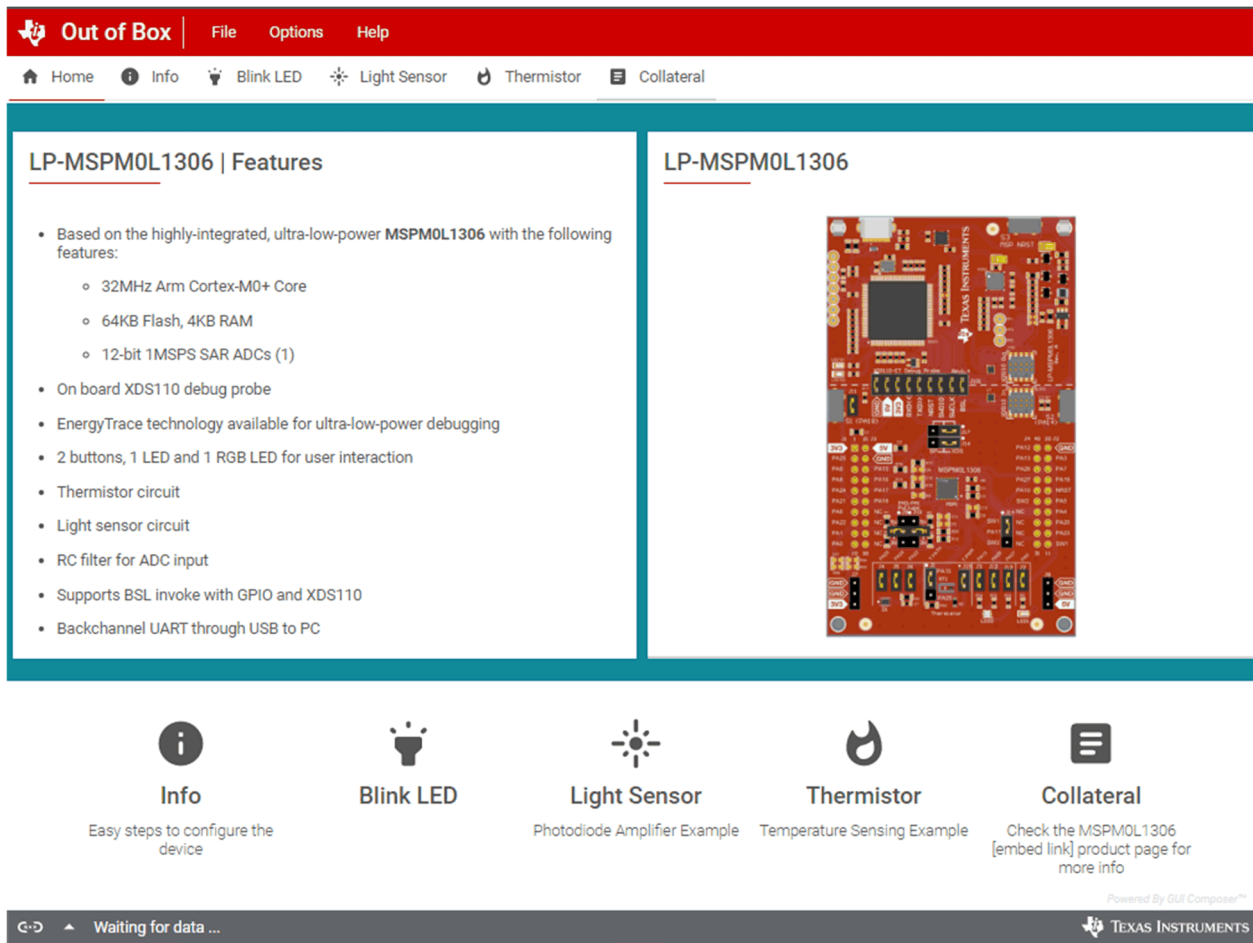 Out of Box File Options Help
Home Info Blink LED Light Sensor Thermistor Collateral
LP-MSPM0L1306 | Features
• Based on the highly-integrated, ultra-low-power MSPM0L1306 with the following
features:
32MHz Arm Cortex-M0+ Core
64KB Flash, 4KB RAM
12-bit 1MSPS SAR ADCs (1)
• On board XDS110 debug probe
• EnergyTrace technology available for ultra-low-power debugging
• 2 buttons, 1 LED and 1 RGB LED for user interaction
• Thermistor circuit
• Light sensor circuit
• RC filter for ADC input
• Supports BSL invoke with GPIO and XDS110
• Backchannel UART through USB to PC
LP-MSPM0L1306
TEXAS INSTRUMENTS
MSPM0L1306
Thermistor
Info
Easy steps to configure the
device
Blink LED
Light Sensor
Photodiode Amplifier Example
Thermistor
Temperature Sensing Example
Collateral
Check the MSPM0L1306
[embed link] product page for
more info
Powered By GUI Composer™
Waiting for data ...
TEXAS INSTRUMENTS